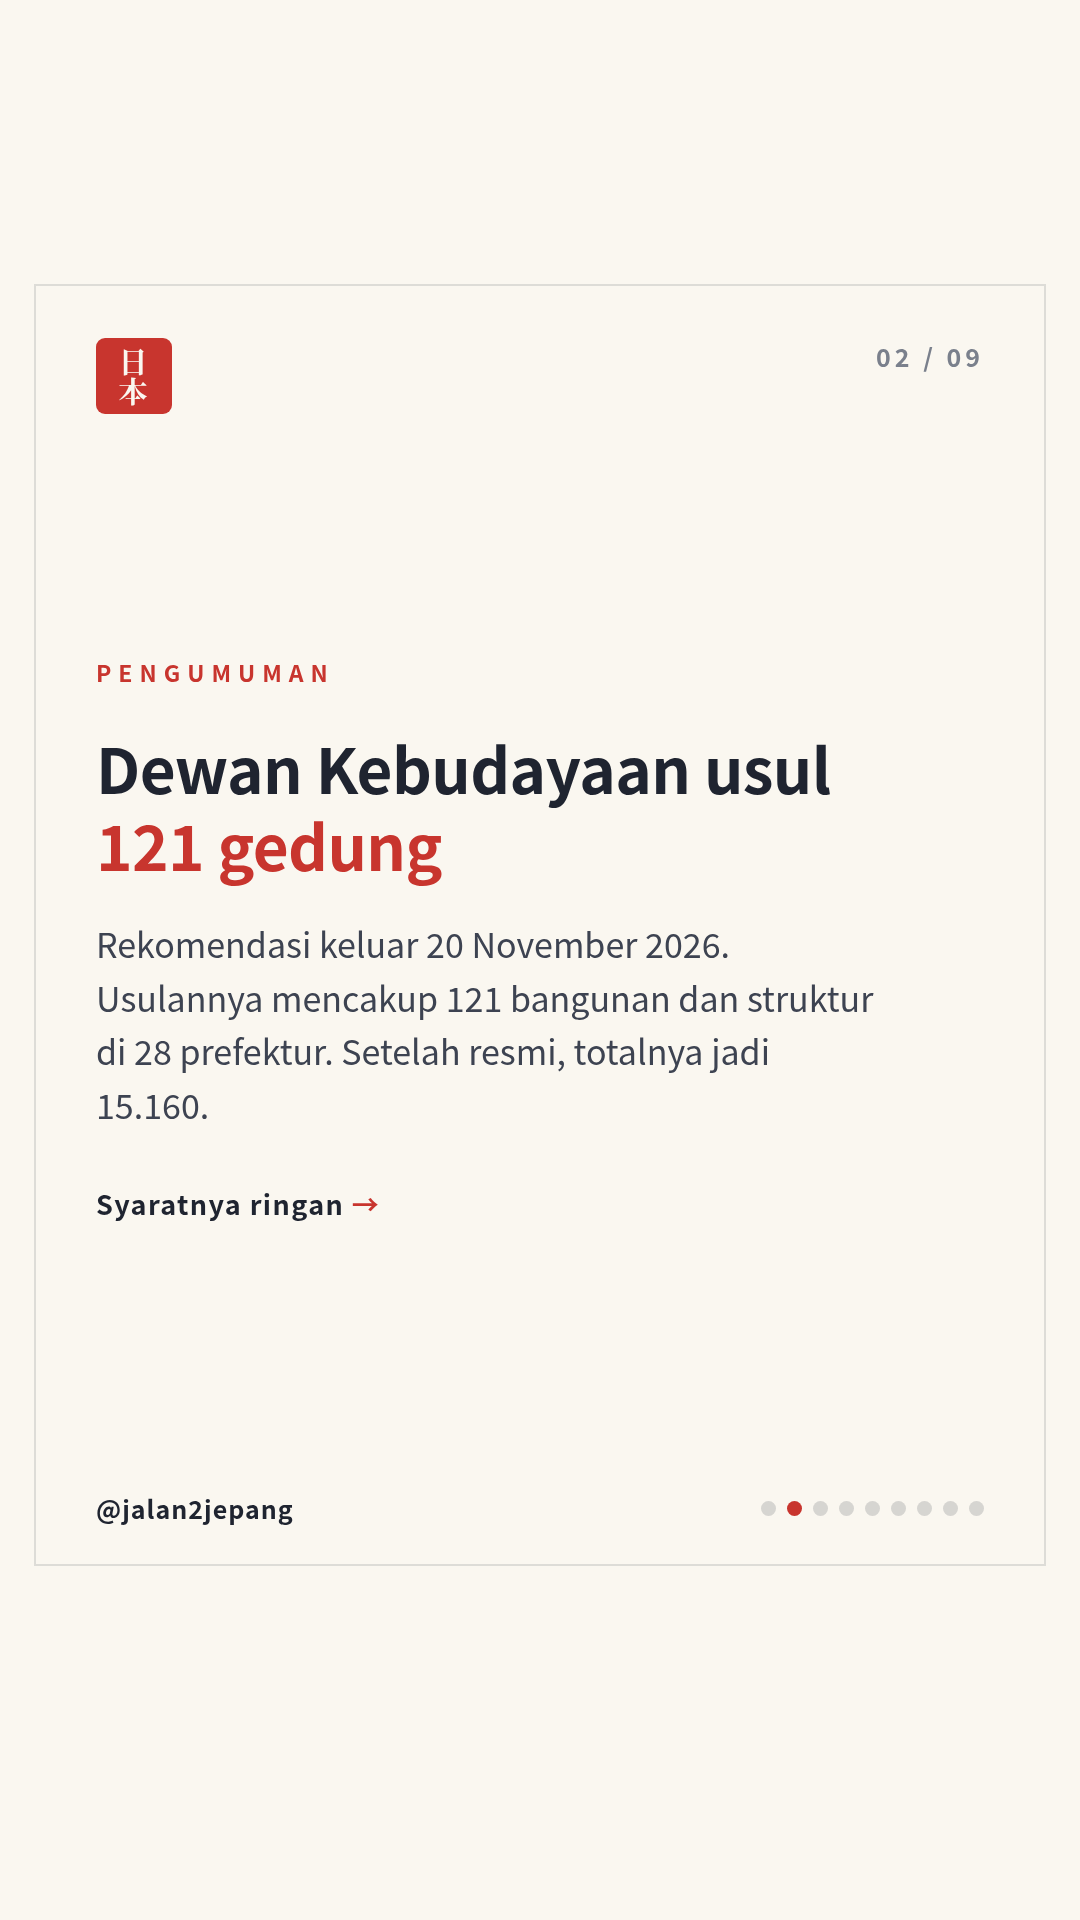 日
本
02 / 09
PENGUMUMAN
Dewan Kebudayaan usul
121 gedung
Rekomendasi keluar 20 November 2026.
Usulannya mencakup 121 bangunan dan struktur
di 28 prefektur. Setelah resmi, totalnya jadi
15.160.
Syaratnya ringan →
@jalan2jepang